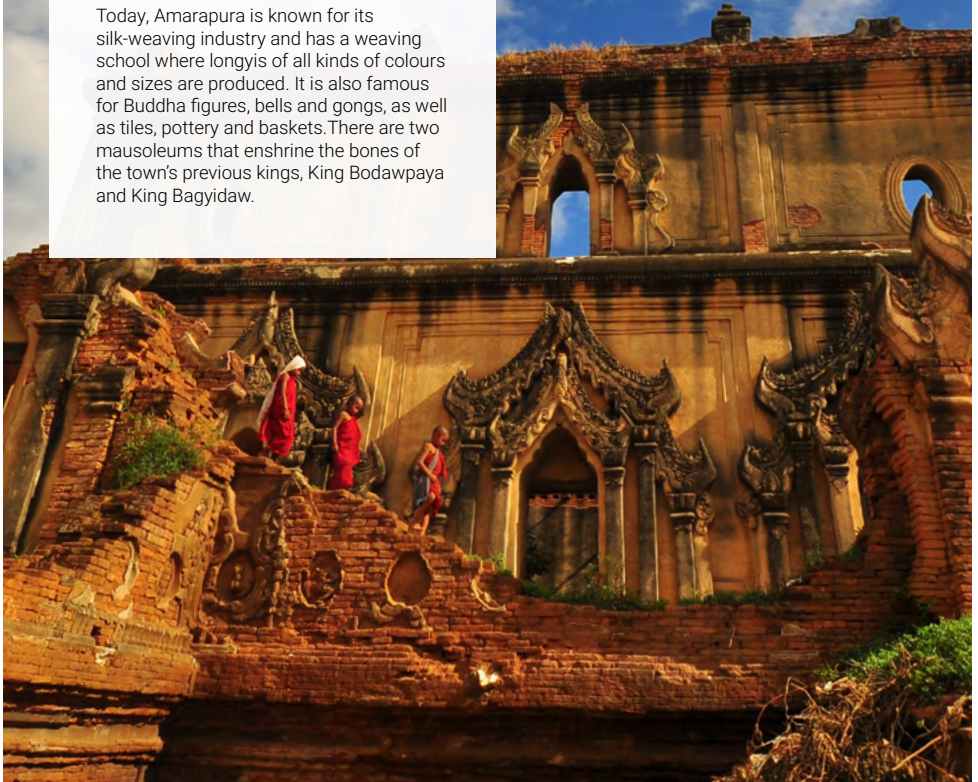 Today, Amarapura is known for its
silk-weaving industry and has a weaving
school where longyis of all kinds of colours
and sizes are produced. It is also famous
for Buddha figures, bells and gongs, as well
as tiles, pottery and baskets.There are two
mausoleums that enshrine the bones of
the town's previous kings, King Bodawpaya
and King Bagyidaw.